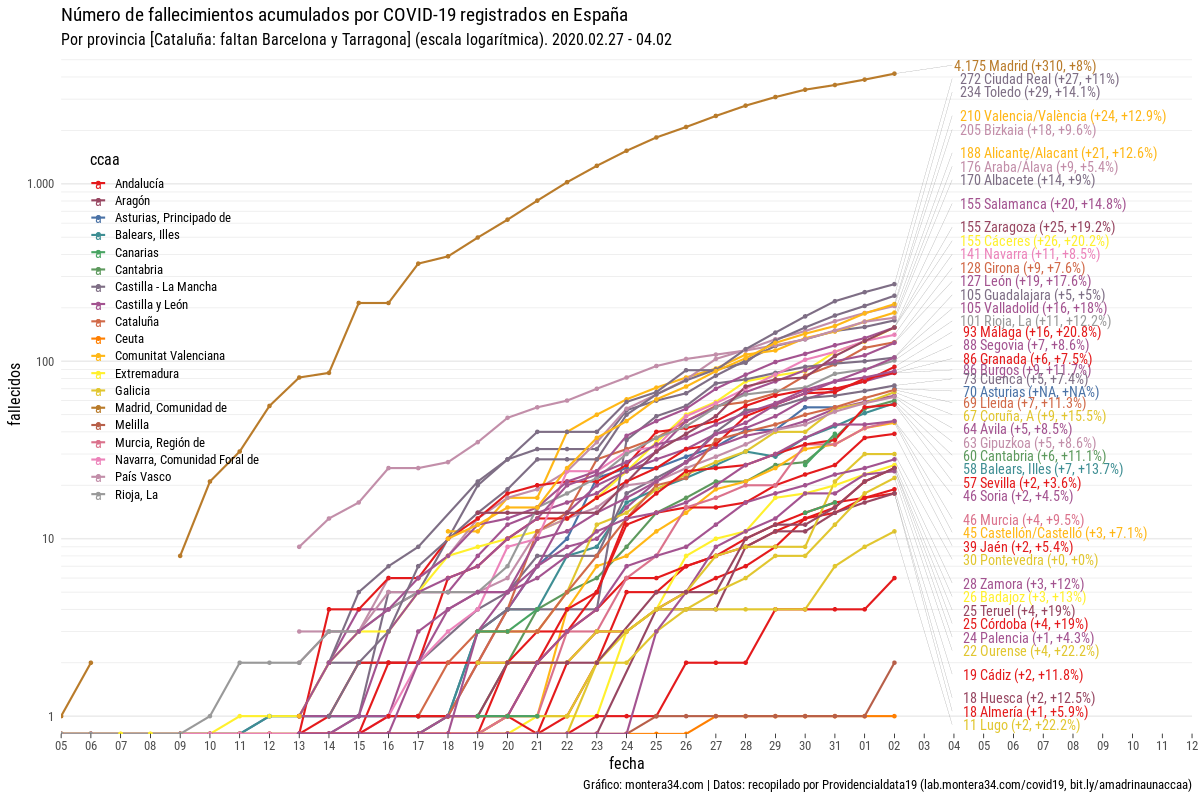 Número de fallecimientos acumulados por COVID-19 registrados en España
Por provincia [Cataluña: faltan Barcelona y Tarragona] (escala logarítmica). 2020.02.27 - 04.02
4.175 Madrid (+310, +8%)
272 Ciudad Real (+27, +11%)
234 Toledo (+29, +14.1%)
210 Valencia/València (+24, +12.9%)
205 Bizkaia (+18, +9.6%)
188 Alicante/Alacant (+21, +12.6%)
176 Araba/Álava (+9, +5.4%)
170 Albacete (+14, +9%)
155 Salamanca (+20, +14.8%)
155 Zaragoza (+25, +19.2%)
155 Cáceres (+26, +20.2%)
141 Navarra (+11, +8.5%)
128 Girona (+9, +7.6%)
127 León (+19, +17.6%)
105 Guadalajara (+5, +5%)
105 Valladolid (+16, +18%)
101 Rioja, La (+11, +12.2%)
93 Málaga (+16, +20.8%)
88 Segovia (+7, +8.6%)
86 Granada (+6, +7.5%)
86 Burgos (+9, +11.7%)
73 Cuenca (+5, +7.4%)
70 Asturias (+NA, +NA%)
69 Lleida (+7, +11.3%)
67 Coruña, A (+9, +15.5%)
64 Ávila (+5, +8.5%)
63 Gipuzkoa (+5, +8.6%)
60 Cantabria (+6, +11.1%)
58 Balears, Illes (+7, +13.7%)
57 Sevilla (+2, +3.6%)
46 Soria (+2, +4.5%)
46 Murcia (+4, +9.5%)
45 Castellón/Castelló (+3, +7.1%)
39 Jaén (+2, +5.4%)
30 Pontevedra (+0, +0%)
28 Zamora (+3, +12%)
26 Badajoz (+3, +13%)
25 Teruel (+4, +19%)
25 Córdoba (+4, +19%)
24 Palencia (+1, +4.3%)
22 Ourense (+4, +22.2%)
19 Cádiz (+2, +11.8%)
18 Huesca (+2, +12.5%)
18 Almería (+1, +5.9%)
11 Lugo (+2, +22.2%)
ccaa
Andalucía
Aragón
Asturias, Principado de
Balears, Illes
Canarias
Cantabria
Castilla - La Mancha
Castilla y León
Cataluña
Ceuta
Comunitat Valenciana
Extremadura
Galicia
Madrid, Comunidad de
Melilla
Murcia, Región de
Navarra, Comunidad Foral de
País Vasco
Rioja, La
fallecidos
1.000
100
10
1
05 06 07 08 09 10 11 12 13 14 15 16 17 18 19 20 21 22 23 24 25 26 27 28 29 30 31 01 02 03 04 05 06 07 08 09 10 11 12
fecha
Gráfico: montera34.com | Datos: recopilado por Providencialdata19 (lab.montera34.com/covid19, bit.ly/amadrinaunaccaa)